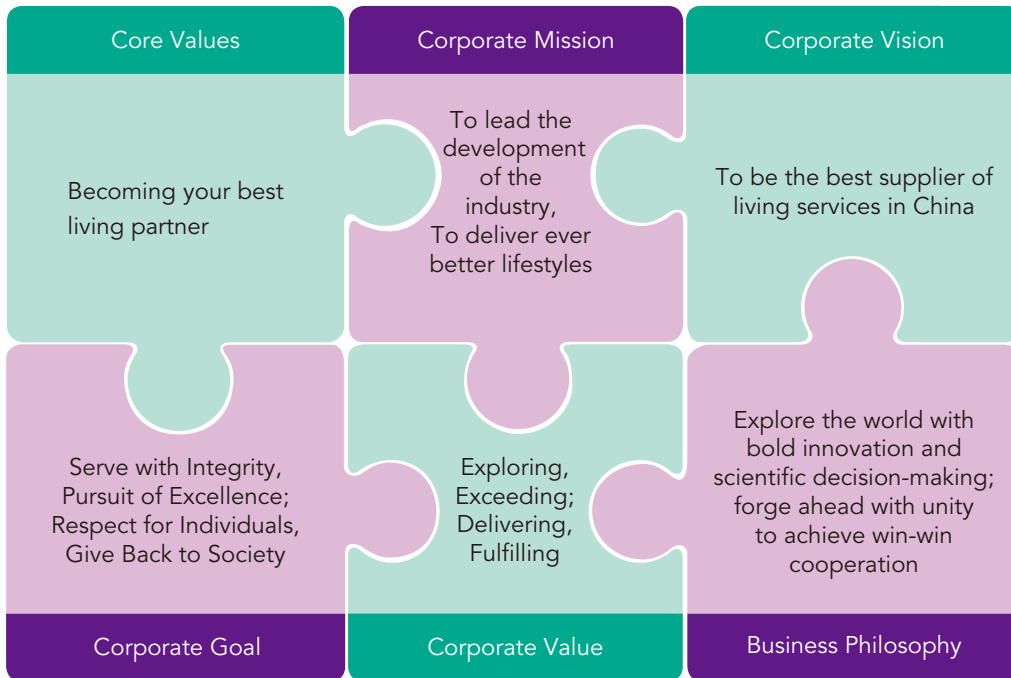 Core Values
Becoming your best
living partner
Corporate Mission
To lead the
development
of the
industry,
To deliver ever
better lifestyles
Corporate Vision
To be the best supplier of
living services in China
Serve with Integrity,
Pursuit of Excellence;
Respect for Individuals,
Give Back to Society
Corporate Goal
Exploring,
Exceeding;
Delivering,
Fulfilling
Corporate Value
Explore the world with
bold innovation and
scientific decision-making;
forge ahead with unity
to achieve win-win
cooperation
Business Philosophy